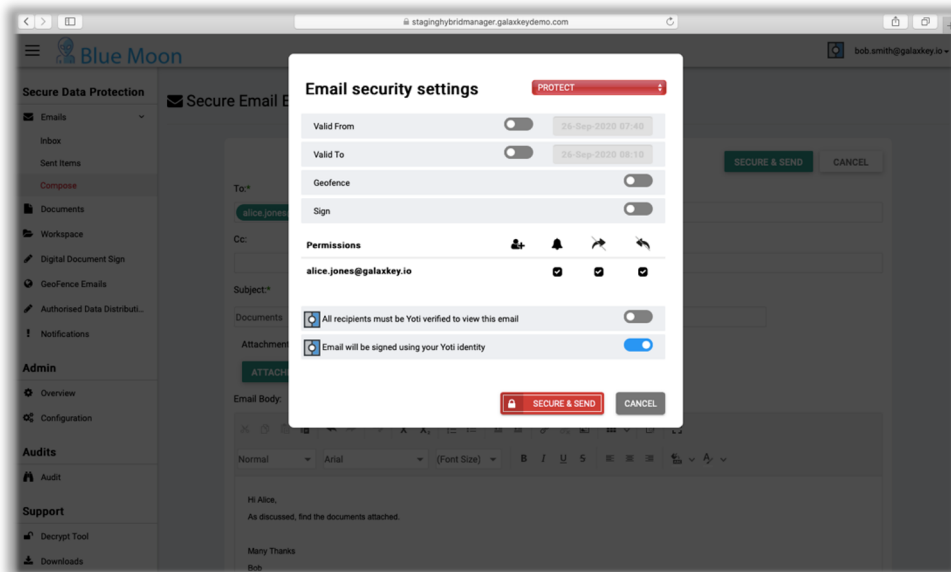 staginghybridmanager.galaxkeydemo.com
Blue Moon
bob.smith@galaxkey.io
Secure Data Protection
Emails
Inbox
Sent Items
Compose
Documents
Workspace
Digital Document Sign
GeoFence Emails
Authorised Data Distributi...
Notifications
Admin
Overview
Configuration
Audits
Audit
Support
Decrypt Tool
Downloads
Secure Email E
SECURE & SEND
CANCEL
To:*
alice.jones
Cc:
Subject:*
Documents
Attachment
ATTACH
Email Body:
Normal
Arial
(Font Size)
B I U S
Hi Alice,
As discussed, find the documents attached.
Many Thanks
Bob
Email security settings
PROTECT
Valid From
26-Sep-2020 07:40
Valid To
26-Sep-2020 08:10
Geofence
Sign
Permissions
alice.jones@galaxkey.io
All recipients must be Yoti verified to view this email
Email will be signed using your Yoti identity
SECURE & SEND
CANCEL